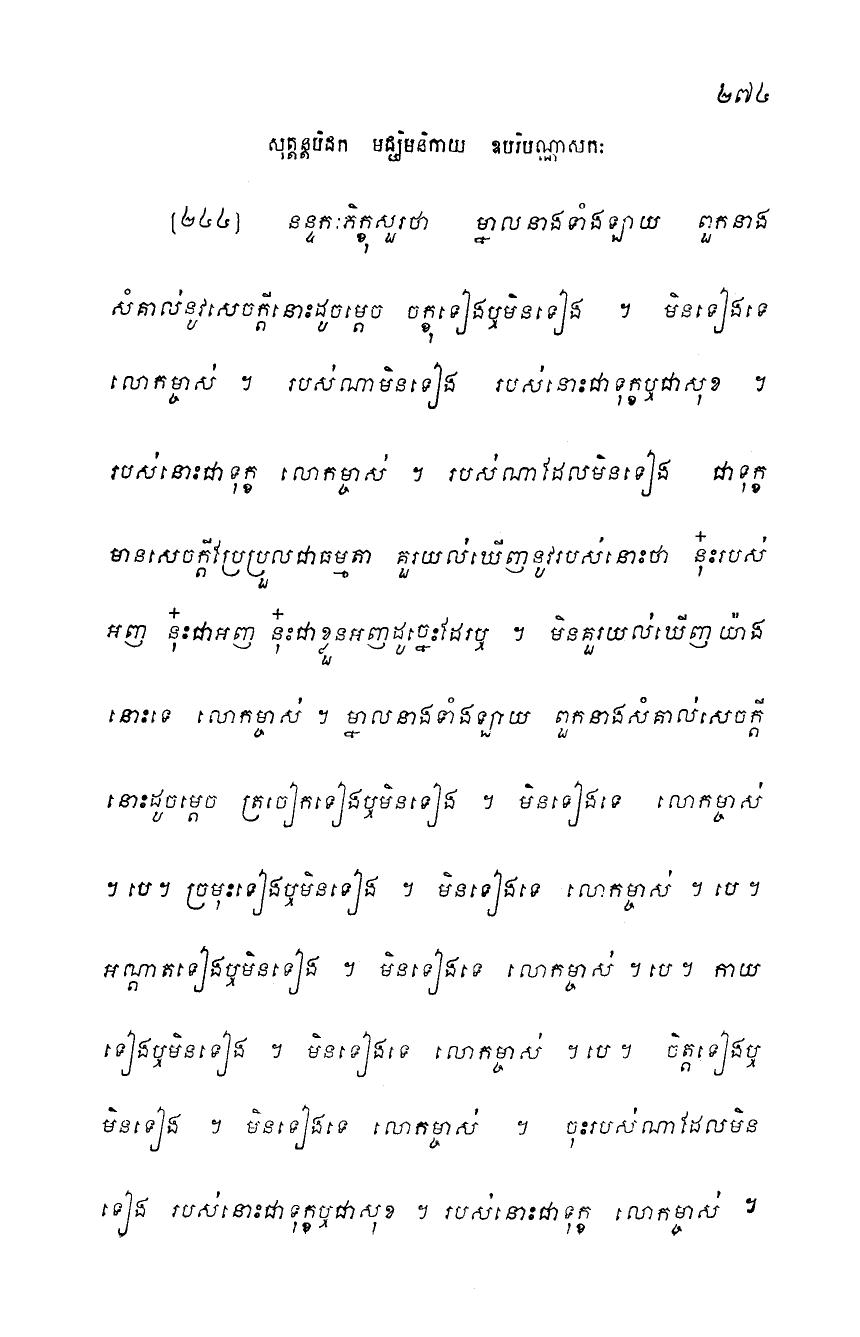 ២៧៤
សុត្តន្តបិដក មជ្ឈិមនិកាយ ឧបរិបណ្ណាសកៈ
[២៤៤] នន្ទកៈភិក្ខុសួរថា ម្នាលនាងទាំងឡាយ ពួកនាង
សំគាល់នូវសេចក្តីនោះដូចម្តេច ចក្ខុទៀងឬមិនទៀង ។ មិនទៀងទេ
លោកម្ចាស់ ។ របស់ណាមិនទៀង របស់នោះជាទុក្ខឬជាសុខ ។
របស់នោះជាទុក្ខ លោកម្ចាស់ ។ របស់ណាដែលមិនទៀង ជាទុក្ខ
មានសេចក្តីប្រែប្រួលជាធម្មតា គួរយល់ឃើញនូវរបស់នោះថា នុ៎ះរបស់
អញ នុ៎ះជាអញ នុ៎ះជាខ្លួនអញដូច្នេះដែរឬ ។ មិនគួរយល់ឃើញយ៉ាង
នោះទេ លោកម្ចាស់ ។ ម្នាលនាងទាំងឡាយ ពួកនាងសំគាល់សេចក្តី
នោះដូចម្តេច ត្រចៀកទៀងឬមិនទៀង ។ មិនទៀងទេ លោកម្ចាស់
។ បេ ។ ច្រមុះទៀងឬមិនទៀង ។ មិនទៀងទេ លោកម្ចាស់ ។ បេ ។
អណ្តាតទៀងឬមិនទៀង ។ មិនទៀងទេ លោកម្ចាស់ ។ បេ ។ កាយ
ទៀងឬមិនទៀង ។ មិនទៀងទេ លោកម្ចាស់ ។ បេ ។ ចិត្តទៀងឬ
មិនទៀង ។ មិនទៀងទេ លោកម្ចាស់ ។ ចុះរបស់ណាដែលមិន
ទៀង របស់នោះជាទុក្ខឬជាសុខ ។ របស់នោះជាទុក្ខ លោកម្ចាស់ ។